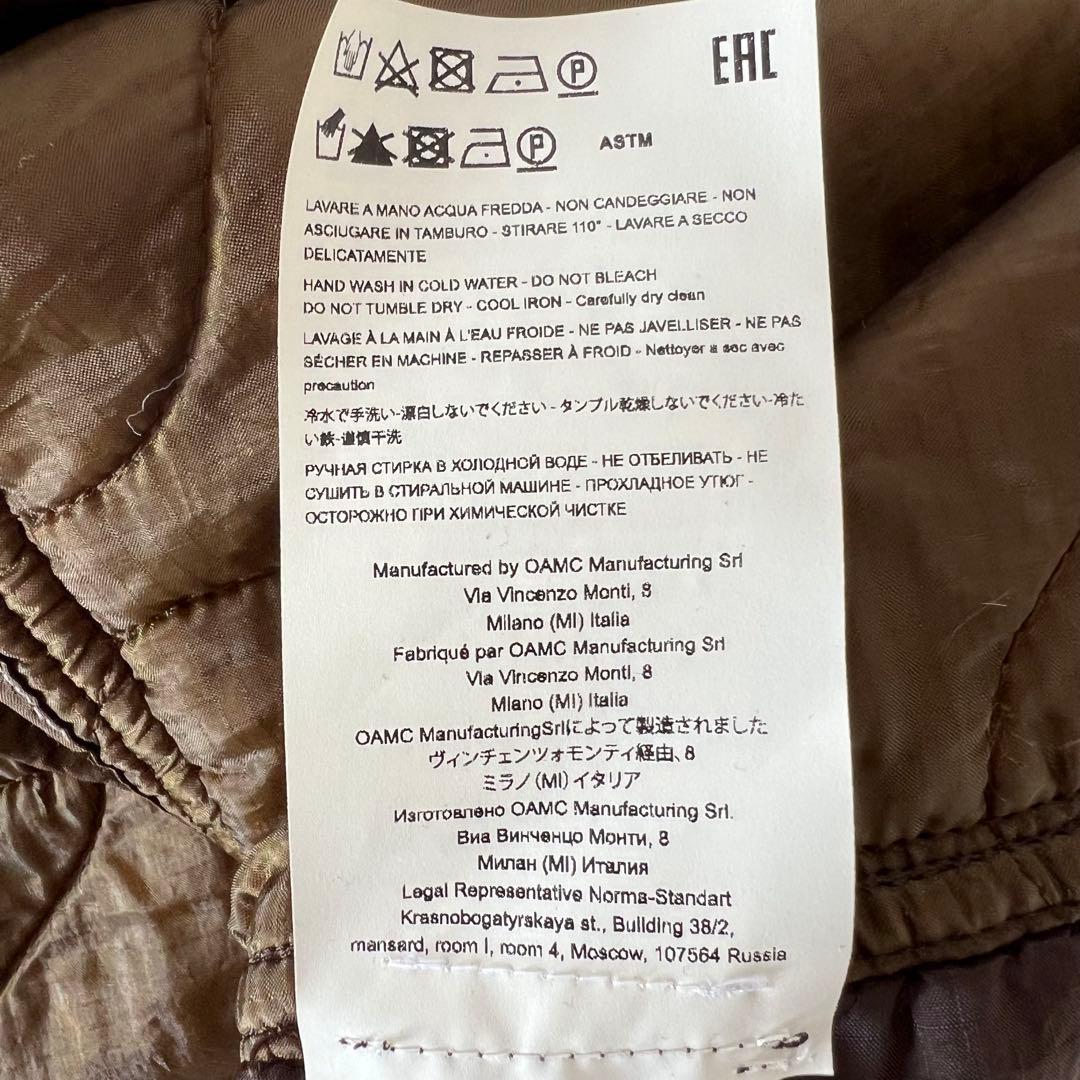 EAC
ASTM
LAVARE A MANO ACQUA FREDDA - NON CANDEGGIARE - NON
ASCIUGARE IN TAMBURO - STIRARE 110° - LAVARE A SECCO
DELICATAMENTE
HAND WASH IN COLD WATER - DO NOT BLEACH
DO NOT TUMBLE DRY - COOL IRON - Carefully dry clean
LAVAGE À LA MAIN À L'EAU FROIDE - NE PAS JAVELLISER - NE PAS
SÉCHER EN MACHINE - REPASSER À FROID - Nettoyer a sec avec
precaution
冷水で手洗い-漂白しないでください - タンブル乾燥しないでください-冷た
い鉄-道慎干洗
РУЧНАЯ СТИРКА В ХОЛОДНОЙ ВОДЕ - НЕ ОТБЕЛИВАТЬ - НЕ
СУШИТЬ В СТИРАЛЬНОЙ МАШИНЕ - ПРОХЛАДНОЕ УТЮГ -
ОСТОРОЖНО ПРИ ХИМИЧЕСКОЙ ЧИСТКЕ
Manufactured by OAMC Manufacturing Srl
Via Vincenzo Monti, 8
Milano (MI) Italia
Fabriqué par OAMC Manufacturing Srl
Via Vincenzo Monti, 8
Milano (MI) Italia
OAMC ManufacturingSrlによって製造されました
ヴィンチェンツォモンティ経由、8
ミラノ (MI) イタリア
Изготовлено OAMC Manufacturing Srl.
Виа Винченцо Монти, 8
Милан (MI) Италия
Legal Representative Norma-Standart
Krasnobogatyrskaya st., Building 38/2,
mansard, room I, room 4, Moscow, 107564 Russia